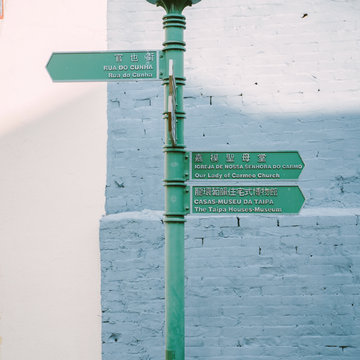 官也街
RUA DO CUNHA
Rua do Cunha
嘉模聖母堂
IGREJA DE NOSSA SENHORA DO CARMO
Our Lady of Carmeo Church
龍環葡韻住宅式博物館
CASAS-MUSEU DA TAIPA
The Taipa Houses-Museum